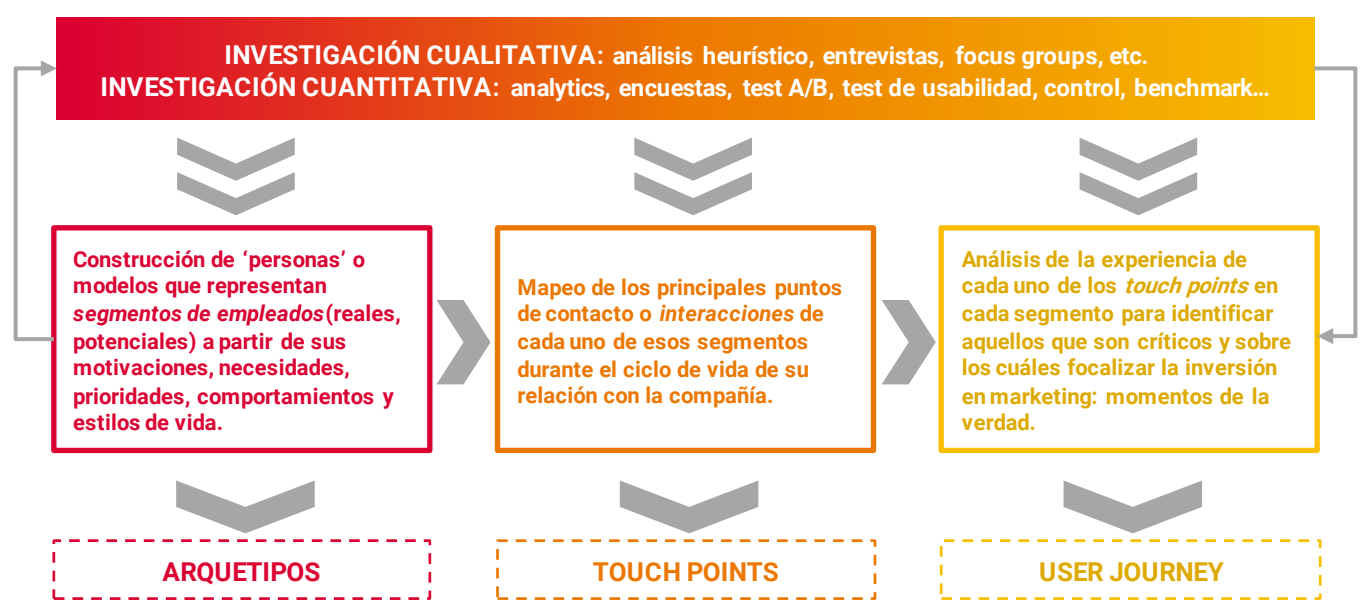 INVESTIGACIÓN CUALITATIVA: análisis heurístico, entrevistas, focus groups, etc.
INVESTIGACIÓN CUANTITATIVA: analytics, encuestas, test A/B, test de usabilidad, control, benchmark...
Construcción de ‘personas’ o
modelos que representan
segmentos de empleados(reales,
potenciales) a partir de sus
motivaciones, necesidades,
prioridades, comportamientos y
estilos de vida.
Mapeo de los principales puntos
de contacto o interacciones de
cada uno de esos segmentos
durante el ciclo de vida de su
relación con la compañía.
Análisis de la experiencia de
cada uno de los touch points en
cada segmento para identificar
aquellos que son críticos y sobre
los cuáles focalizar la inversión
en marketing: momentos de la
verdad.
ARQUETIPOS
TOUCH POINTS
USER JOURNEY